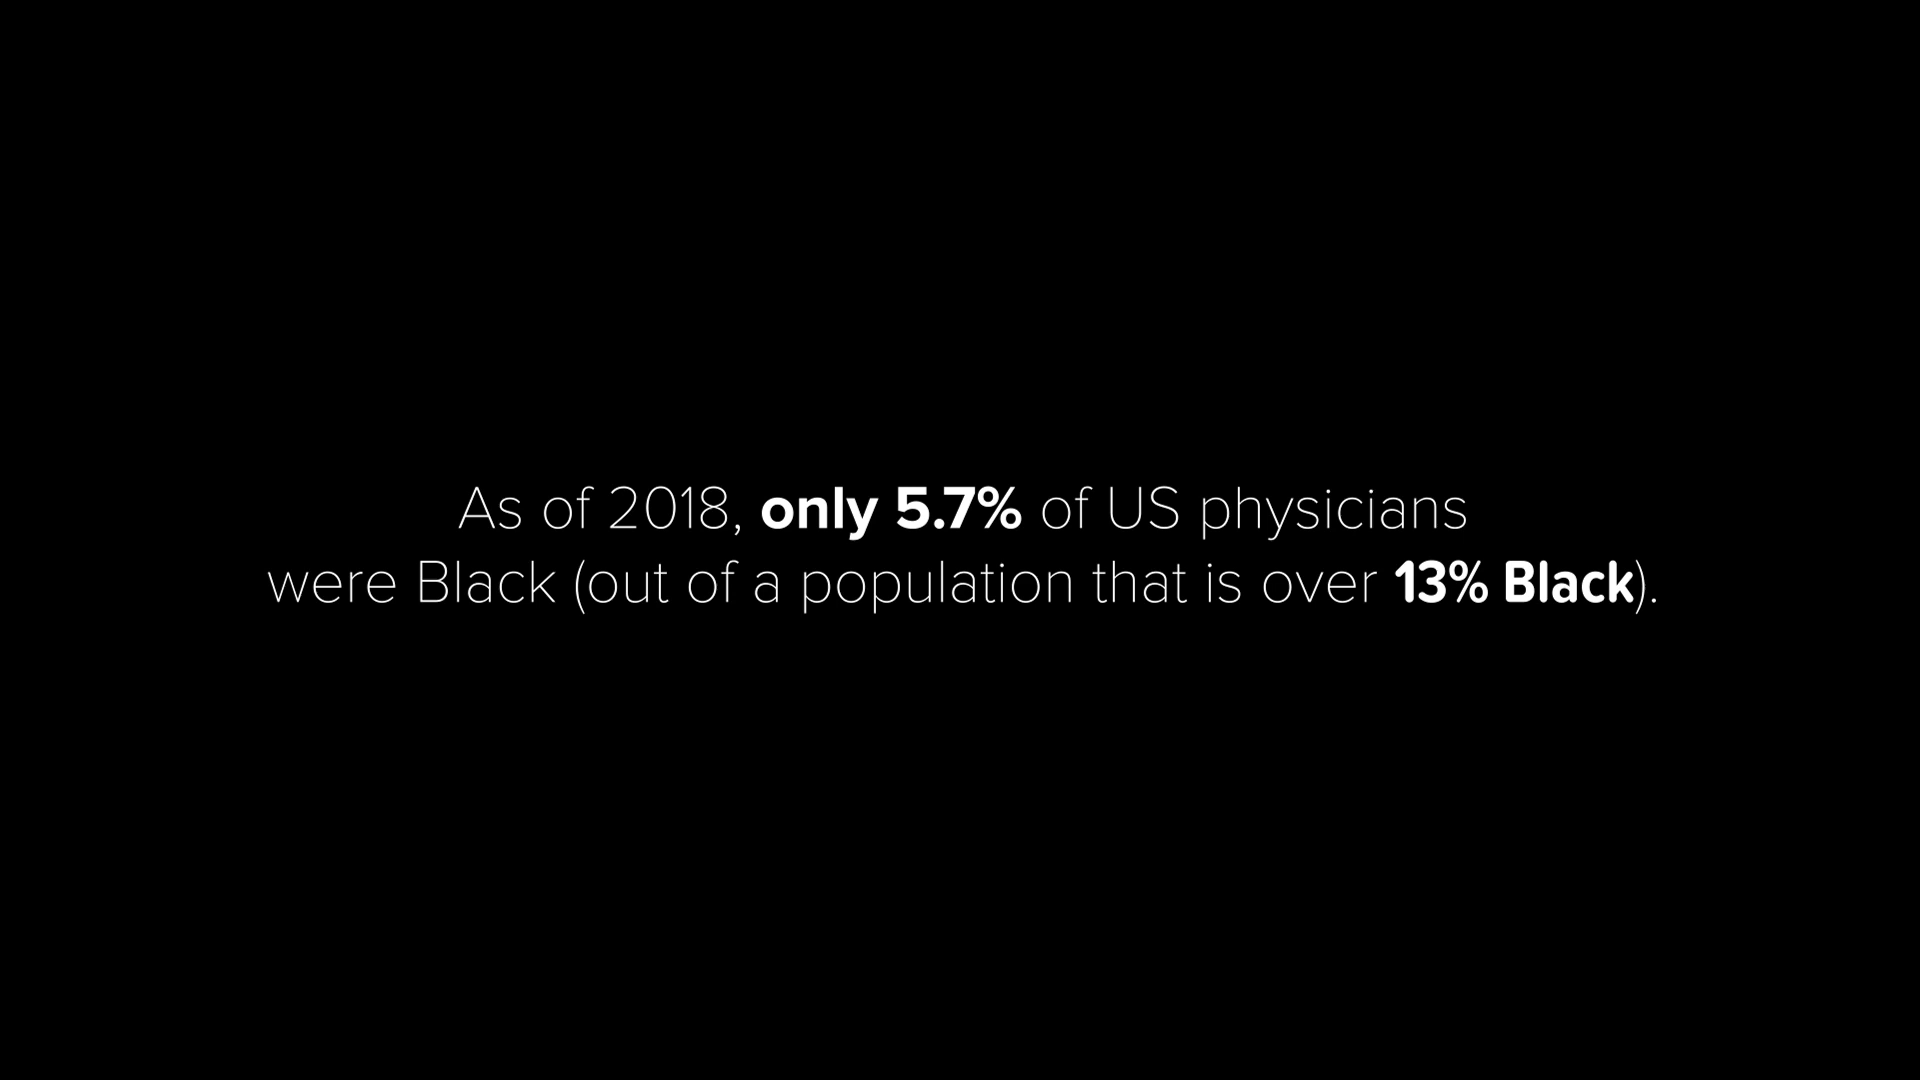 As of 2018, only 5.7% of US physicians
were Black (out of a population that is over 13% Black).